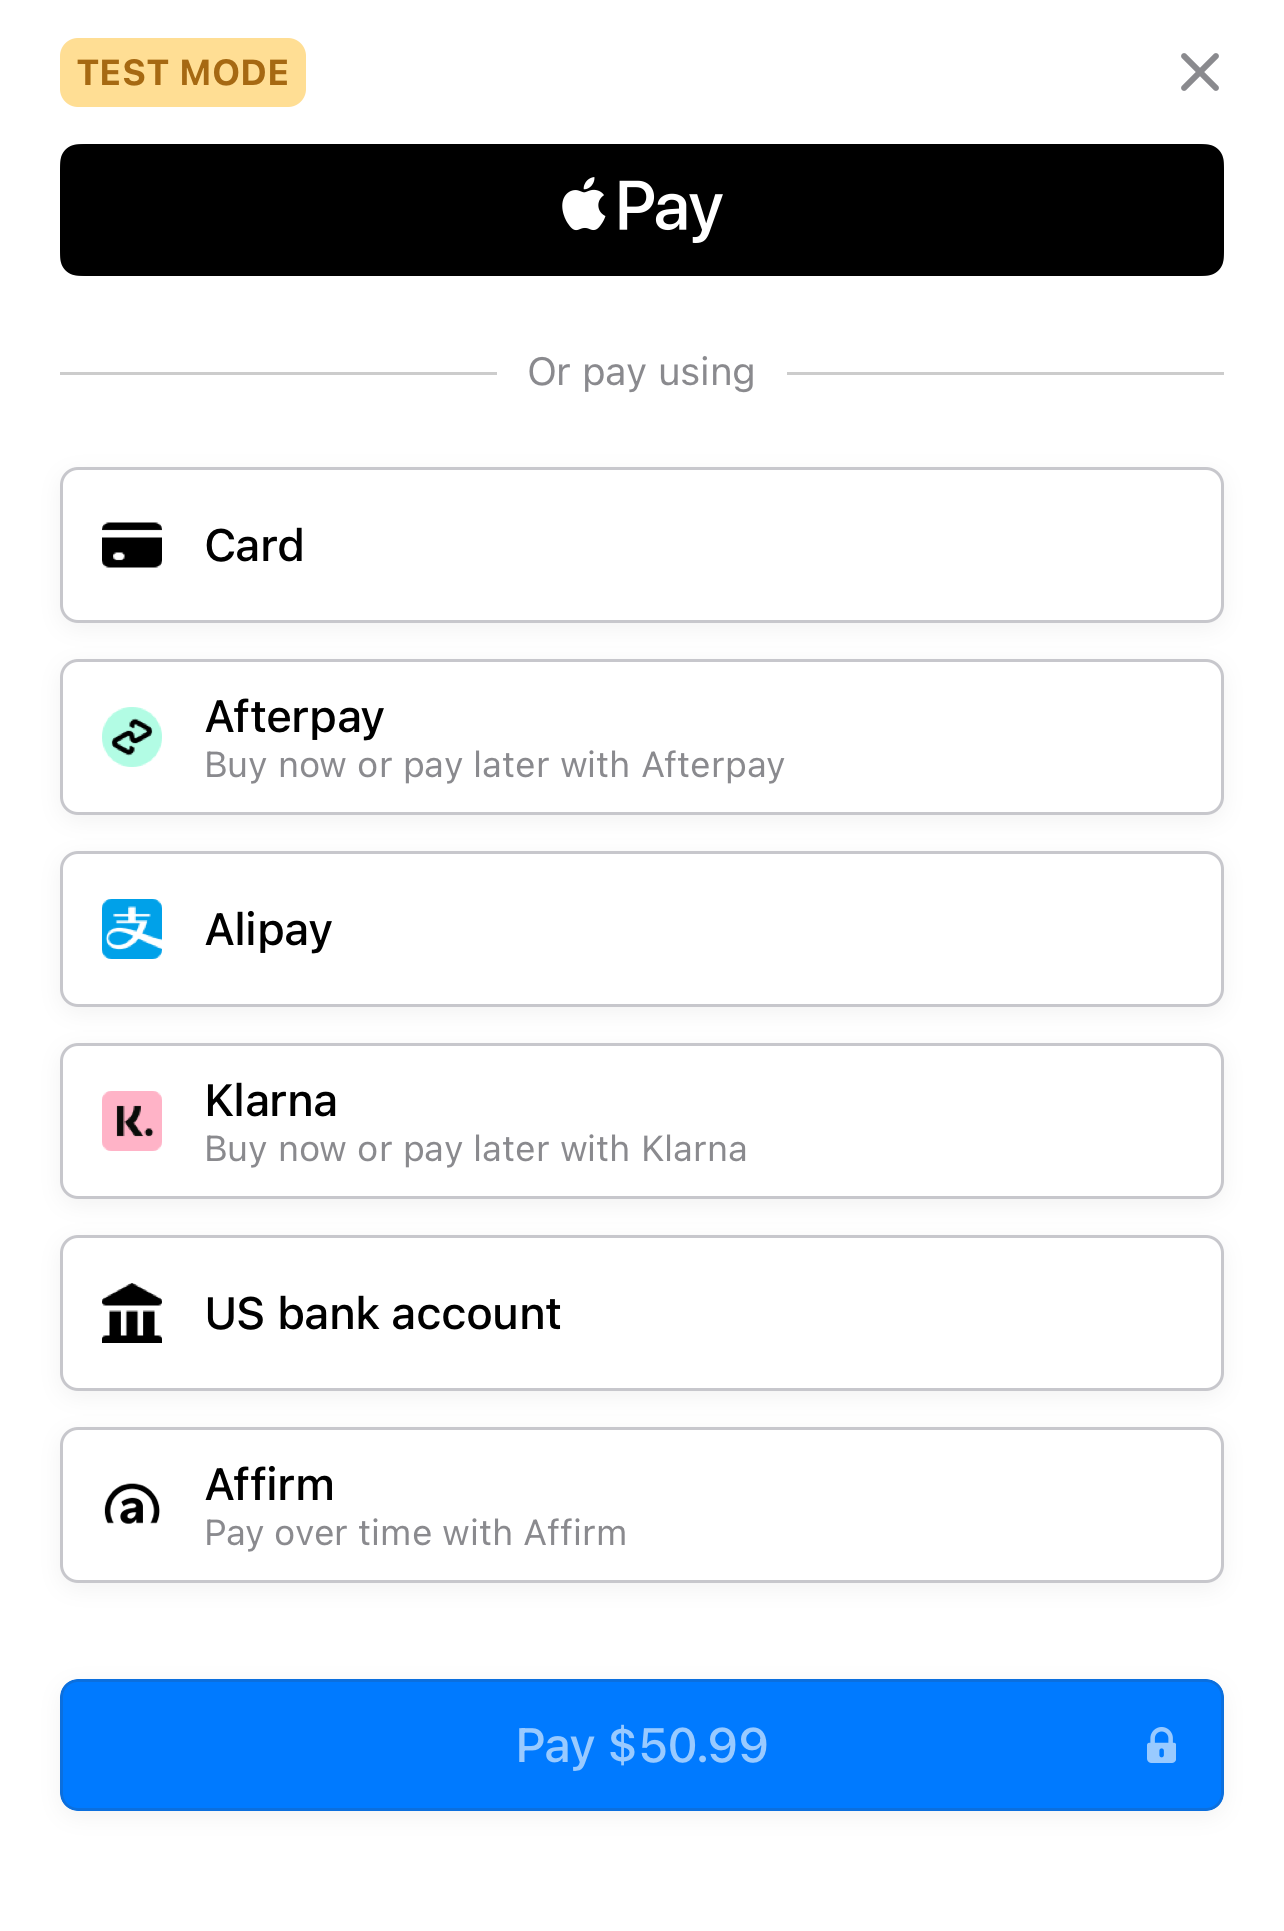 TEST MODE
Pay
Or pay using
Card
Afterpay
Buy now or pay later with Afterpay
支
Alipay
K.
Klarna
Buy now or pay later with Klarna
US bank account
a
Affirm
Pay over time with Affirm
Pay $50.99